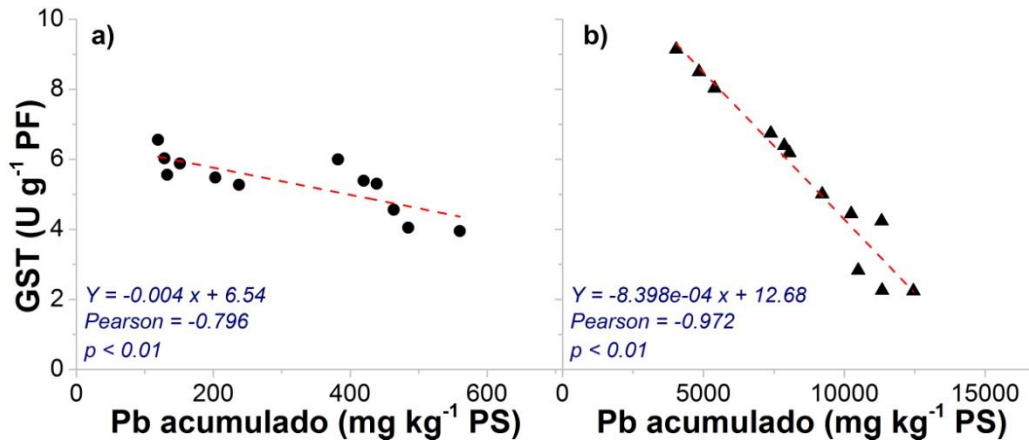 a)
b)
10
8
6
4
2
0
GST (U g⁻¹ PF)
Y = -0.004 x + 6.54
Pearson = -0.796
p < 0.01
Y = -8.398e-04 x + 12.68
Pearson = -0.972
p < 0.01
0 200 400 600
0 5000 10000 15000
Pb acumulado (mg kg⁻¹ PS)
Pb acumulado (mg kg⁻¹ PS)